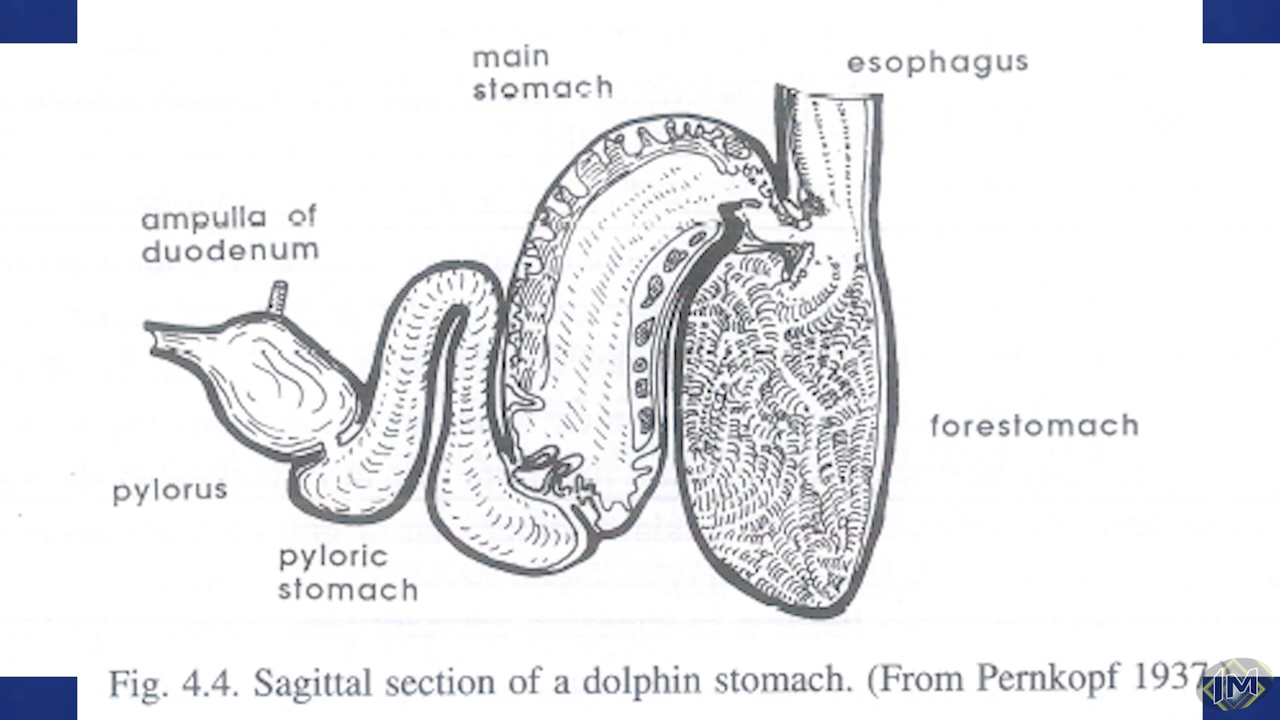 main
stomach
esophagus
ampulla of
duodenum
forestomach
pylorus
pyloric
stomach
Fig. 4.4. Sagittal section of a dolphin stomach. (From Pernkopf 1937
JM